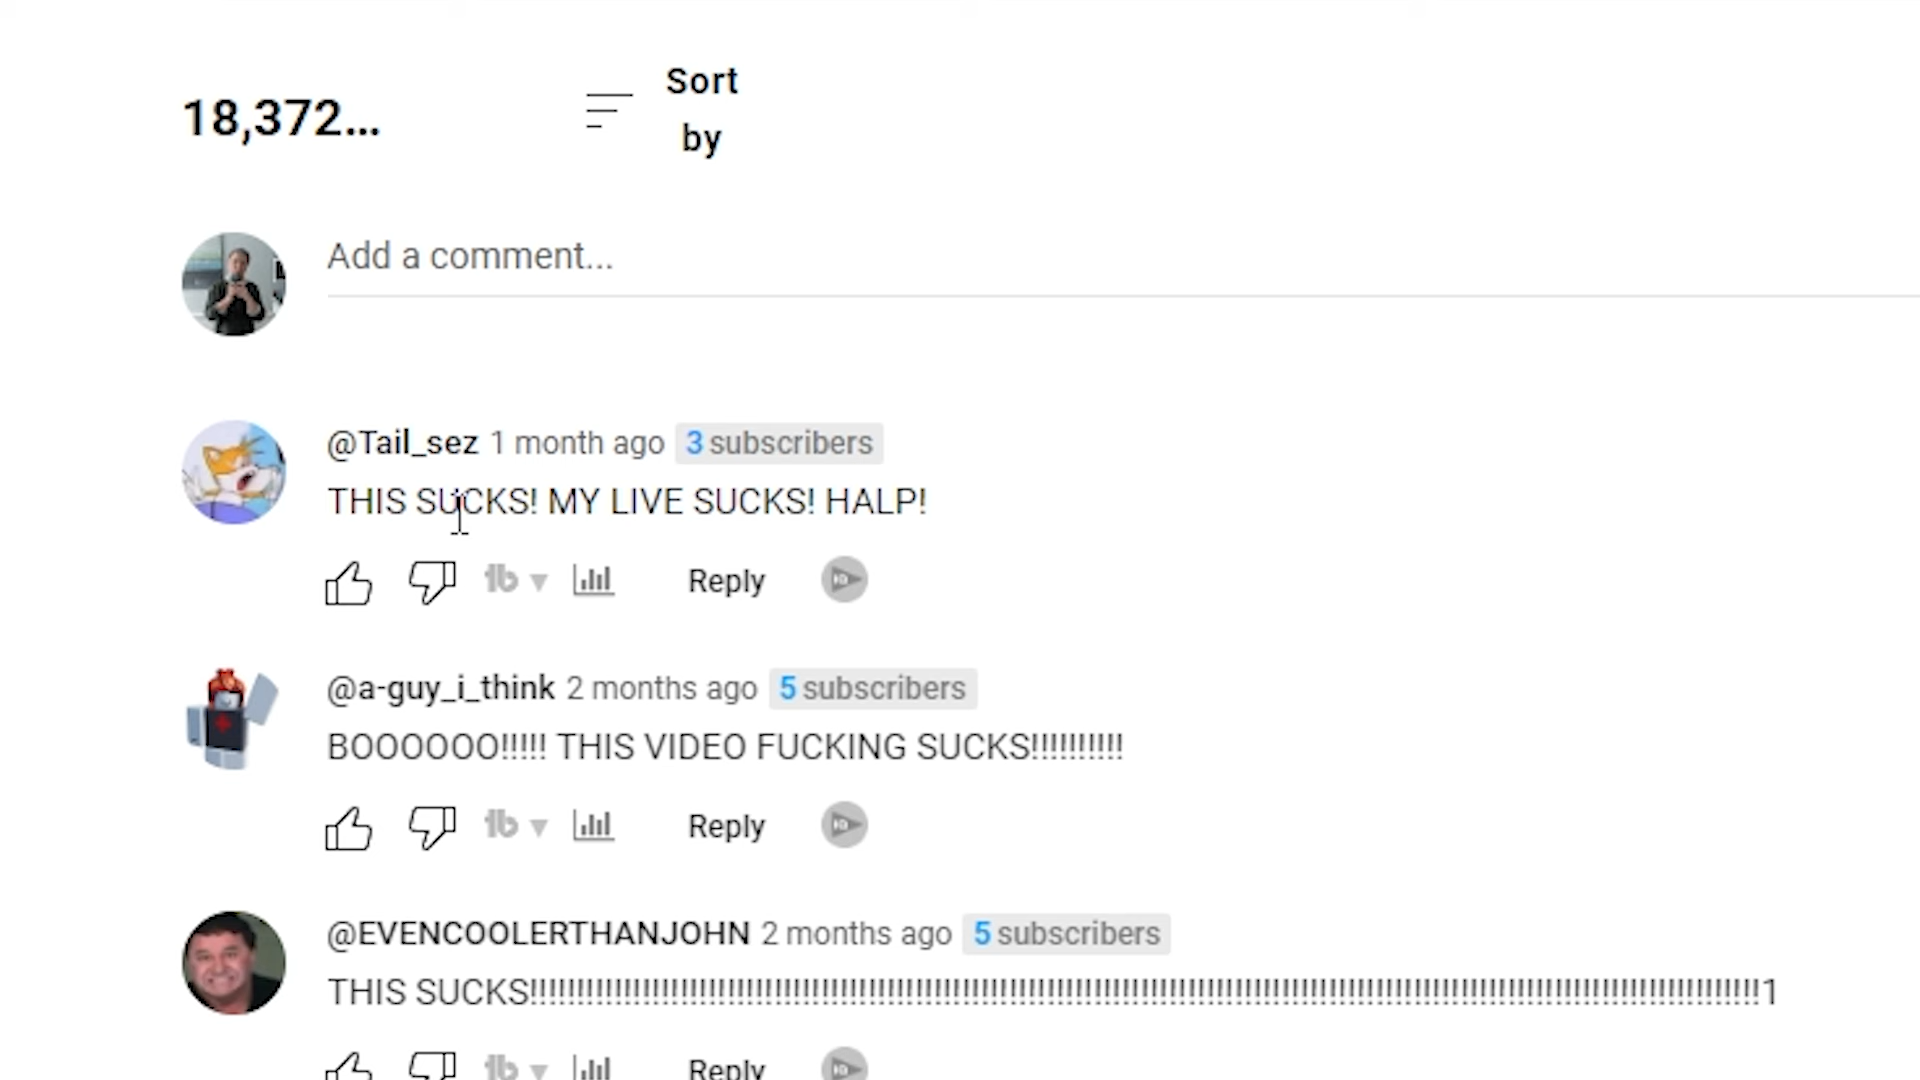 18,372...
Sort
by
Add a comment...
@Tail_sez 1 month ago 3 subscribers
THIS SUCKS! MY LIVE SUCKS! HALP!
Reply
@a-guy_i_think 2 months ago 5 subscribers
BOOOOOO!!!!! THIS VIDEO FUCKING SUCKS!!!!!!!!!!
Reply
@EVENCOOLERTHANJOHN 2 months ago 5 subscribers
THIS SUCKS!!!!!!!!!!!!!!!!!!!!!!!!!!!!!!!!!!!!!!!!!!!!!!!!!!!!!!!!!!!!!!!!!!!!!!!!!!!!!!!!!!!!!!!!!!!!!!!!!!!!!!!!!!!!!!!!!!!!!!!!!!!!!!!!!!!!1
Reply